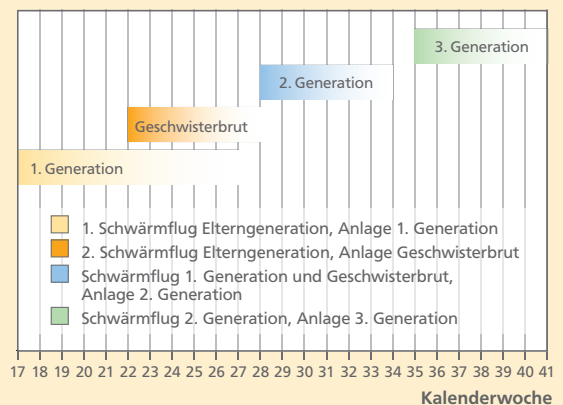 3. Generation
2. Generation
Geschwisterbrut
1. Generation
1. Schwärmflug Elterngeneration, Anlage 1. Generation
2. Schwärmflug Elterngeneration, Anlage Geschwisterbrut
Schwärmflug 1. Generation und Geschwisterbrut,
Anlage 2. Generation
Schwärmflug 2. Generation, Anlage 3. Generation
17 18 19 20 21 22 23 24 25 26 27 28 29 30 31 32 33 34 35 36 37 38 39 40 41
Kalenderwoche